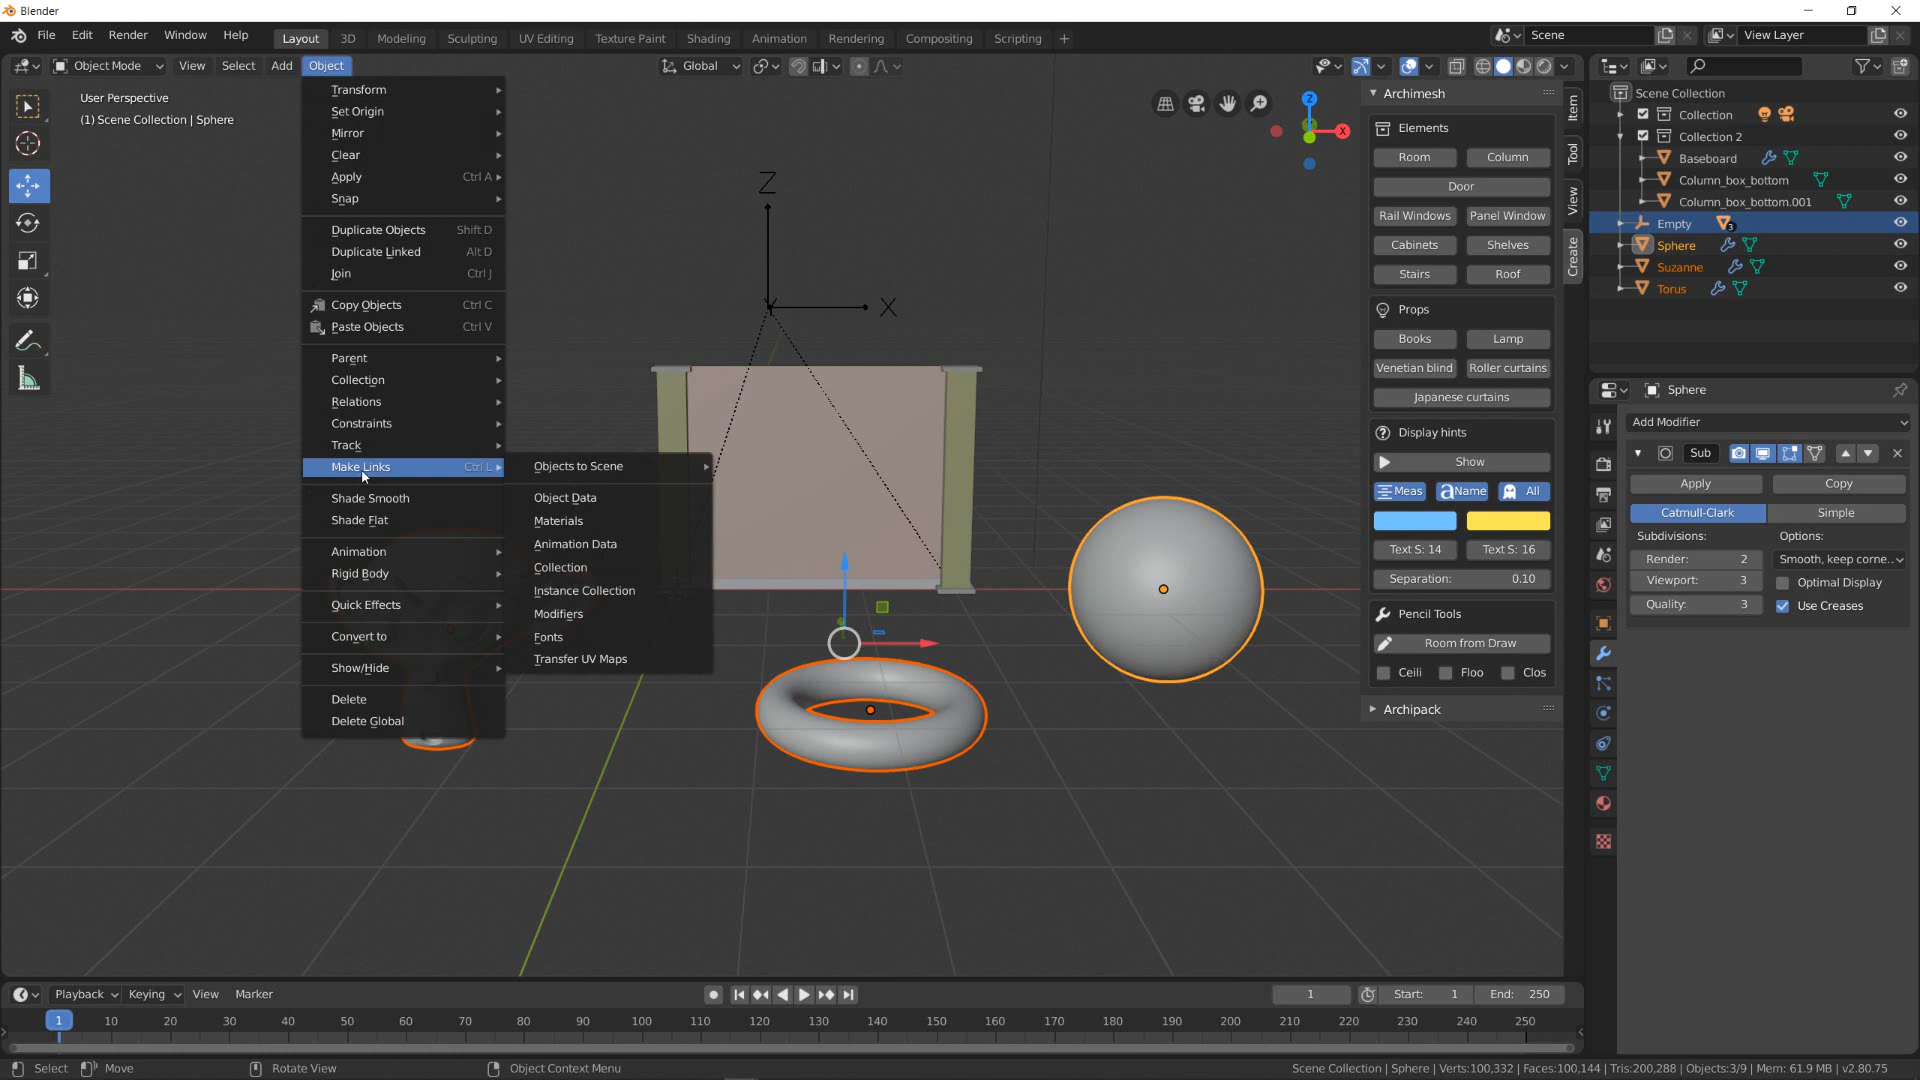 Blender
File Edit Render Window Help Layout 3D Modeling Sculpting UV Editing Texture Paint Shading Animation Rendering Compositing Scripting + Scene View Layer
Object Mode View Select Add Object Global
User Perspective
(1) Scene Collection | Sphere
Transform
Set Origin
Mirror
Clear
Apply Ctrl A
Snap
Duplicate Objects Shift D
Duplicate Linked Alt D
Join Ctrl J
Copy Objects Ctrl C
Paste Objects Ctrl V
Parent
Collection
Relations
Constraints
Track
Make Links Ctrl L
Shade Smooth
Shade Flat
Animation
Rigid Body
Quick Effects
Convert to
Show/Hide
Delete
Delete Global
Objects to Scene
Object Data
Materials
Animation Data
Collection
Instance Collection
Modifiers
Fonts
Transfer UV Maps
Z
Y X
Z
X
Archimesh
Elements
Room Column
Door
Rail Windows Panel Window
Cabinets Shelves
Stairs Roof
Props
Books Lamp
Venetian blind Roller curtains
Japanese curtains
Display hints
Show
Meas aName All
Text S: 14 Text S: 16
Separation: 0.10
Pencil Tools
Room from Draw
Ceili Floo Clos
Archipack
Item
Tool
View
Create
Scene Collection
Collection
Collection 2
Baseboard
Column_box_bottom
Column_box_bottom.001
Empty 3
Sphere
Suzanne
Torus
Sphere
Add Modifier
Sub
Apply Copy
Catmull-Clark Simple
Subdivisions: Options:
Render: 2 Smooth, keep corne..
Viewport: 3 Optimal Display
Quality: 3 Use Creases
Playback Keying View Marker 1 Start: 1 End: 250
1 10 20 30 40 50 60 70 80 90 100 110 120 130 140 150 160 170 180 190 200 210 220 230 240 250
Select Move Rotate View Object Context Menu Scene Collection | Sphere | Verts:100,332 | Faces:100,144 | Tris:200,288 | Objects:3/9 | Mem: 61.9 MB | v2.80.75